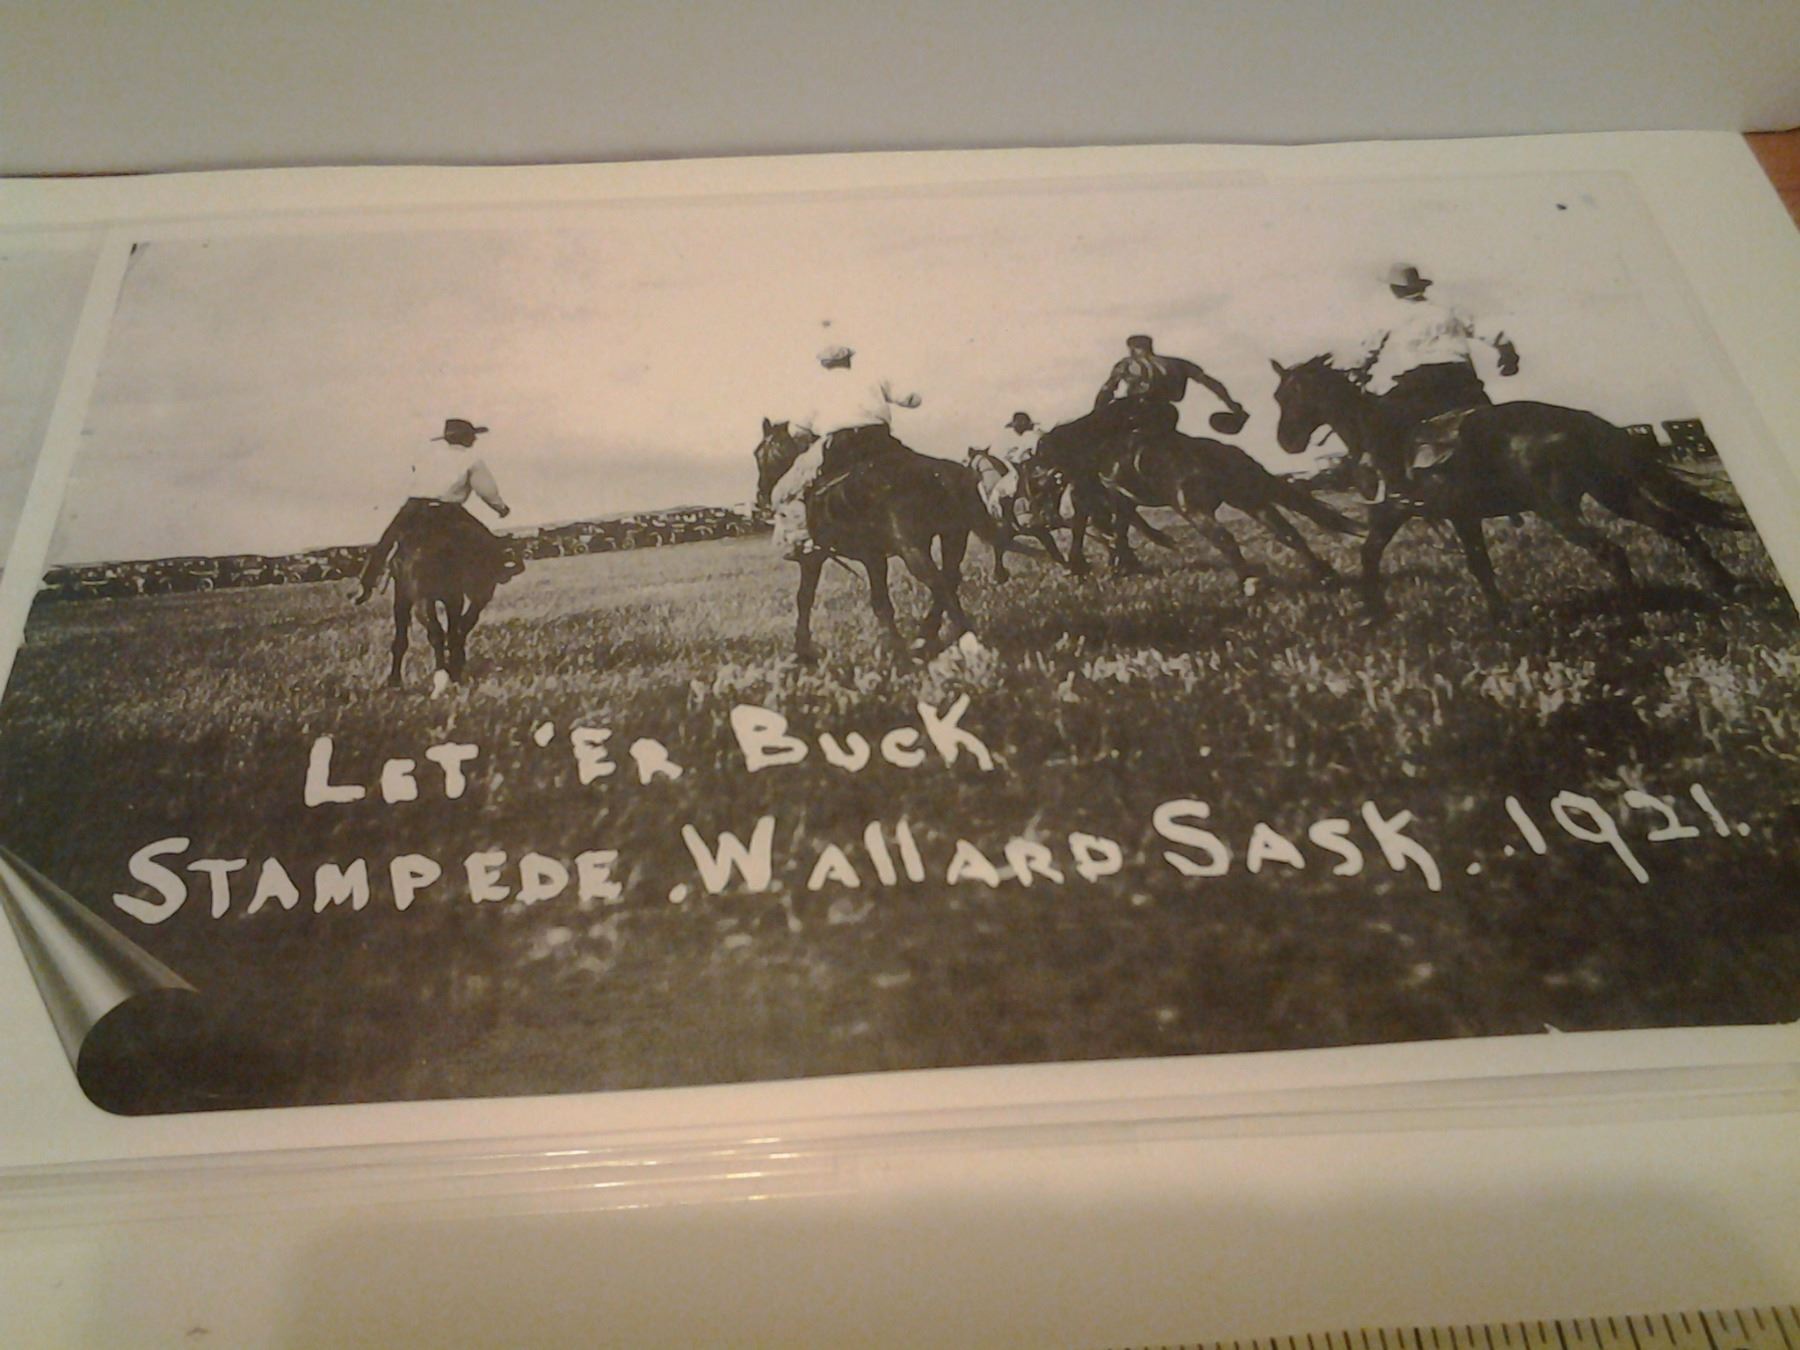 LET 'ER BUCK
STAMPEDE . WAllARD SASK . . 1921.